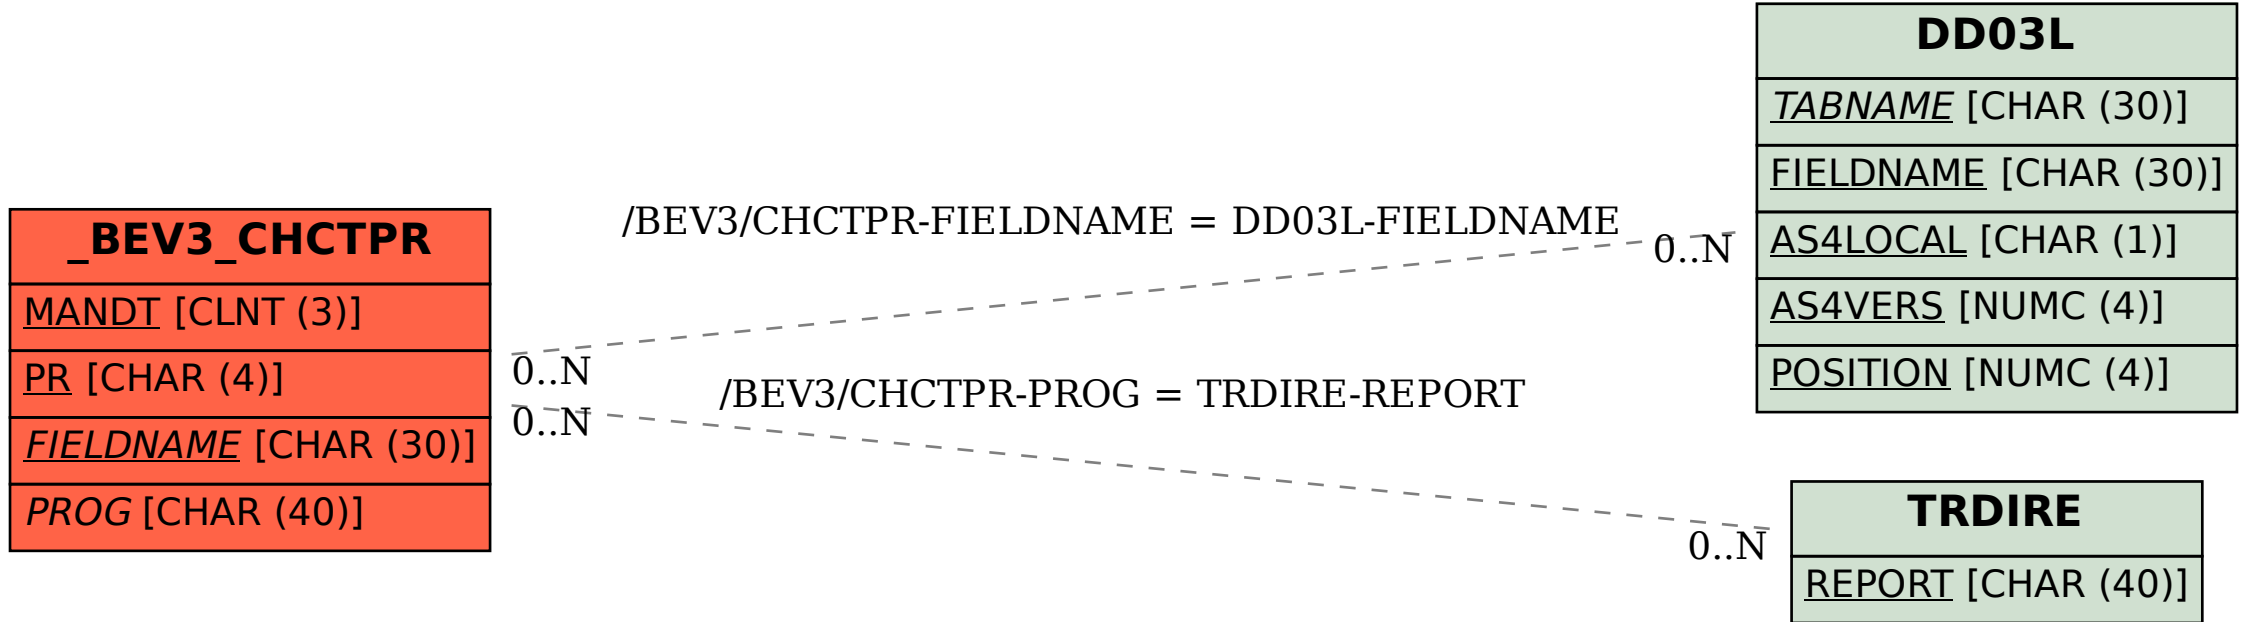 _BEV3_CHCTPR
MANDT [CLNT (3)]
PR [CHAR (4)]
FIELDNAME [CHAR (30)]
PROG [CHAR (40)]
/BEV3/CHCTPR-FIELDNAME = DD03L-FIELDNAME
0..N
0..N
/BEV3/CHCTPR-PROG = TRDIRE-REPORT
0..N
0..N
DD03L
TABNAME [CHAR (30)]
FIELDNAME [CHAR (30)]
AS4LOCAL [CHAR (1)]
AS4VERS [NUMC (4)]
POSITION [NUMC (4)]
TRDIRE
REPORT [CHAR (40)]